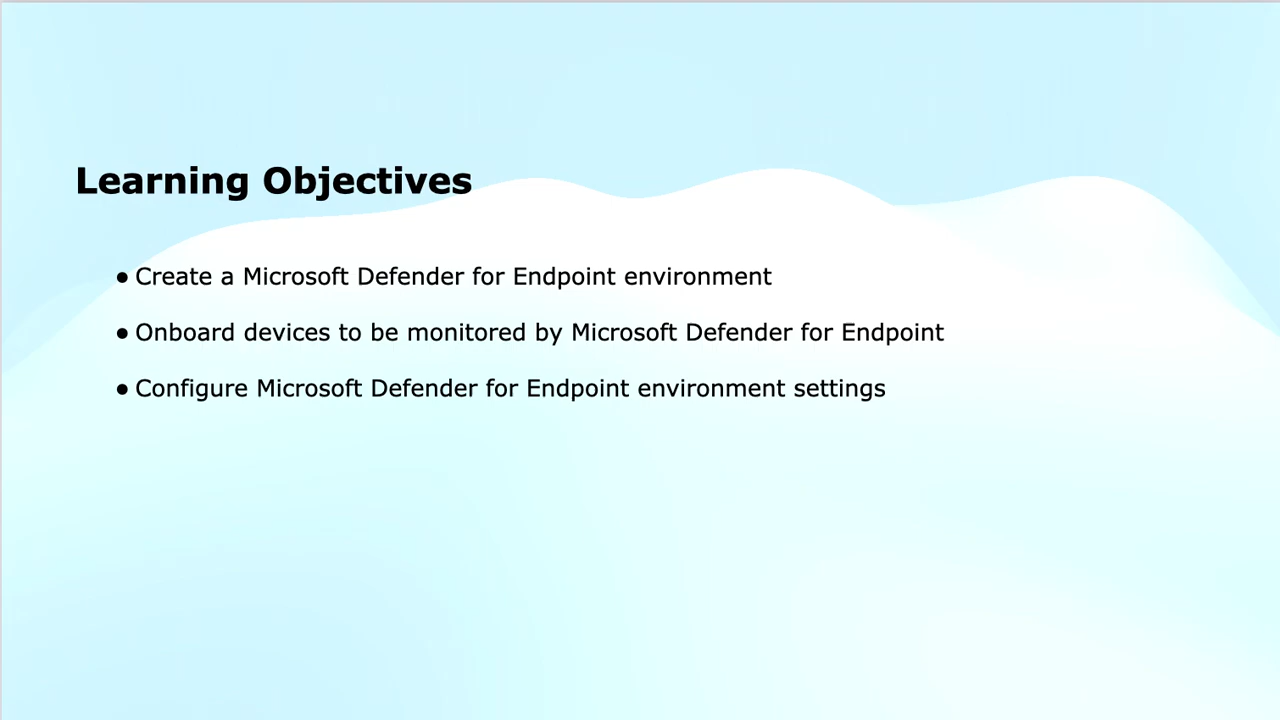 Learning Objectives
● Create a Microsoft Defender for Endpoint environment
● Onboard devices to be monitored by Microsoft Defender for Endpoint
● Configure Microsoft Defender for Endpoint environment settings